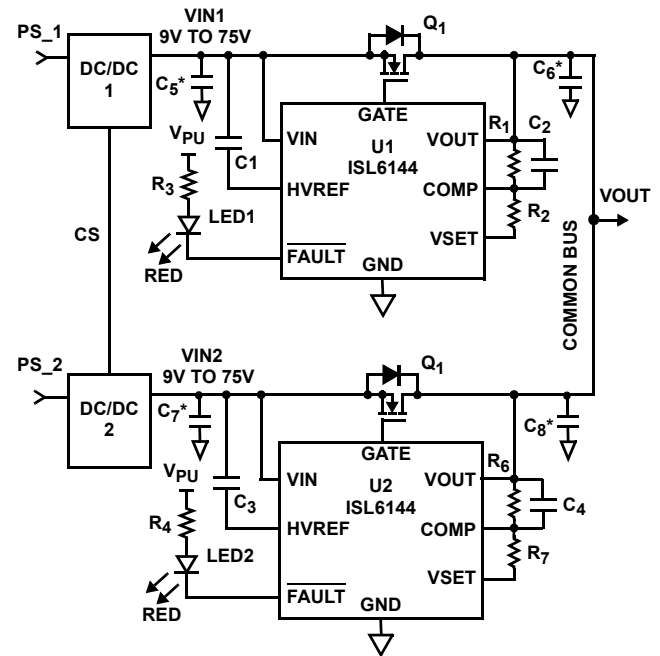 PS_1
VIN1
9V TO 75V
Q1
DC/DC
1
C5*
C6*
GATE
VPU
C1
VIN
U1
ISL6144
VOUT
R1
C2
R3
HVREF
COMP
VOUT
LED1
R2
CS
VSET
RED
FAULT
GND
COMMON BUS
PS_2
VIN2
9V TO 75V
Q1
DC/DC
2
C7*
C8*
GATE
VPU
C3
VIN
U2
ISL6144
VOUT
R6
C4
R4
HVREF
COMP
LED2
R7
VSET
RED
FAULT
GND